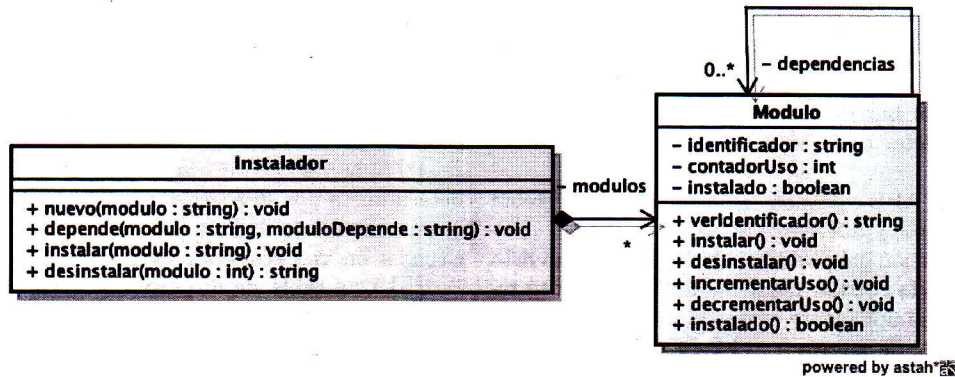 0..*
- dependencias
Modulo
- identificador : string
- contadorUso : int
- instalado : boolean
+ verIdentificador() : string
+ instalar() : void
+ desinstalar() : void
+ incrementarUso() : void
+ decrementarUso() : void
+ instalado() : boolean
Instalador
+ nuevo(modulo : string) : void
+ depende(modulo : string, moduloDepende : string) : void
+ instalar(modulo : string) : void
+ desinstalar(modulo : int) : string
- modulos
*
powered by astah*